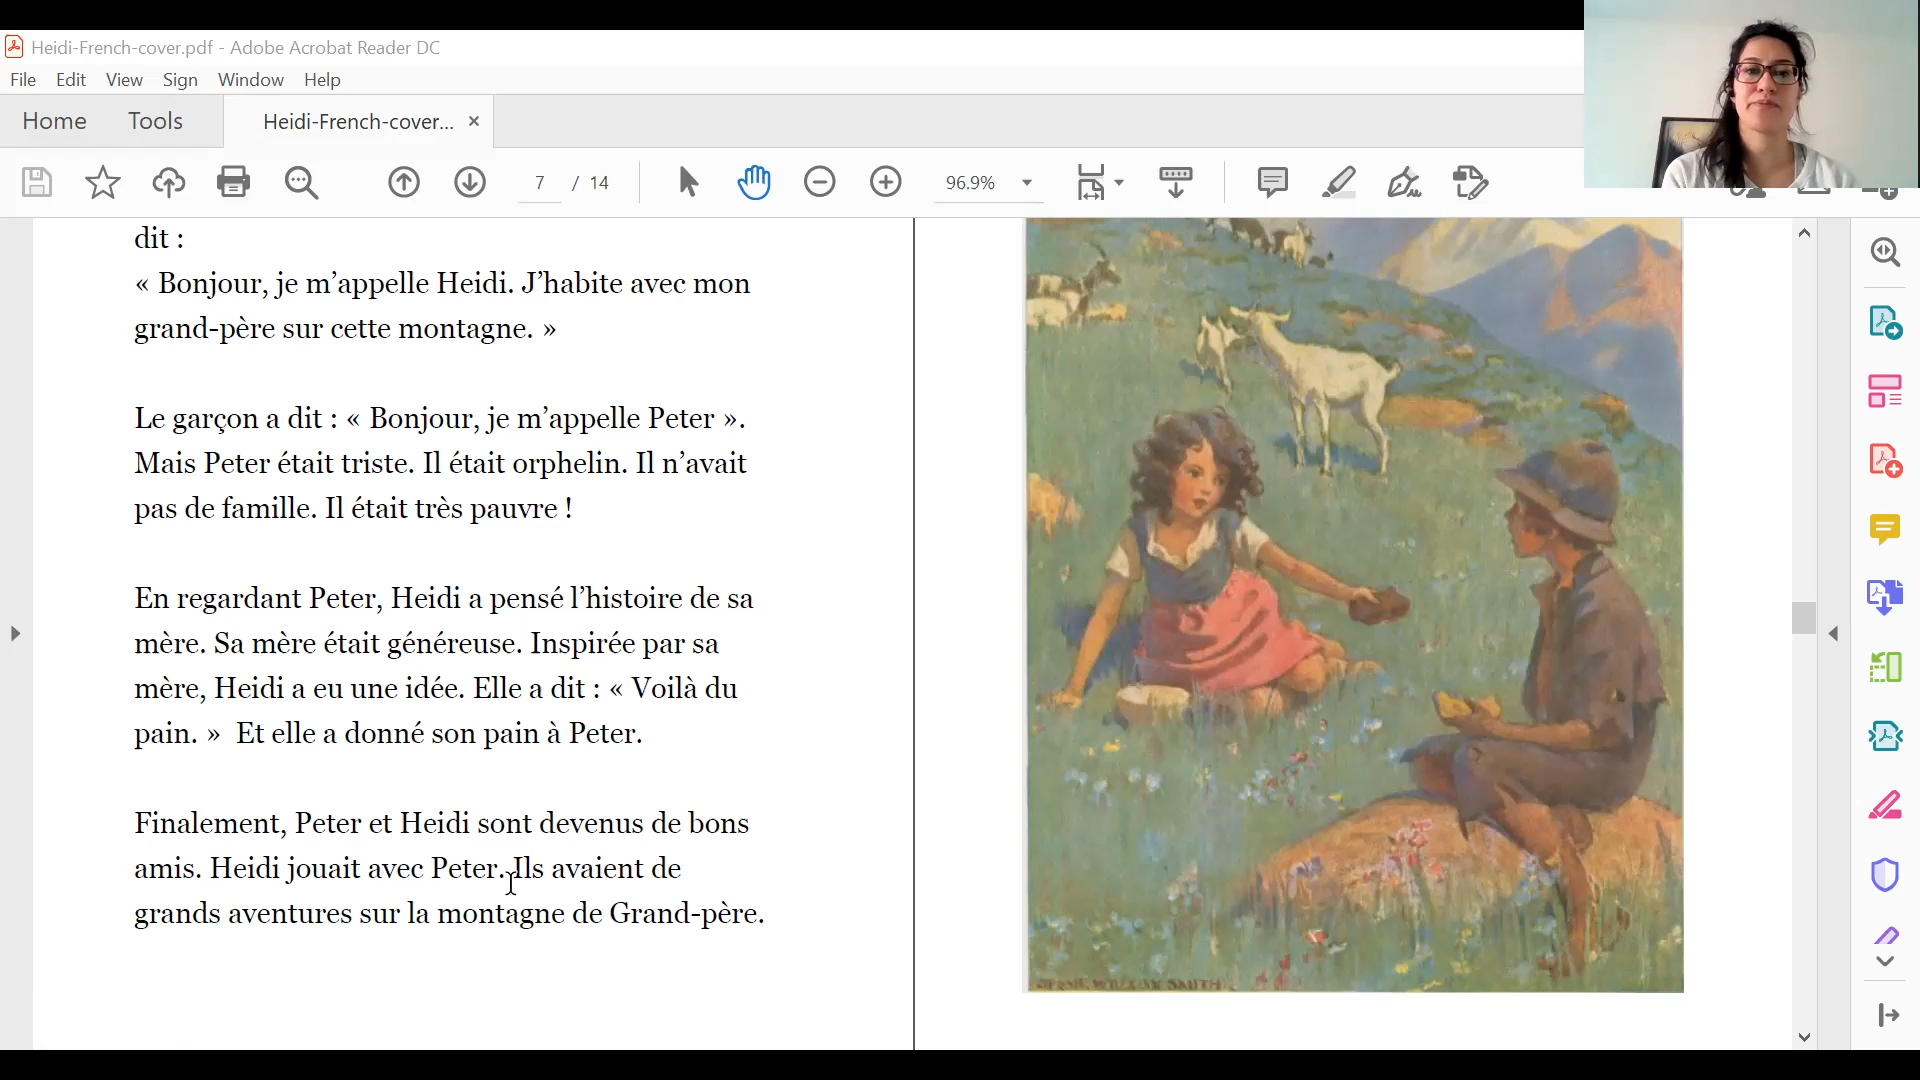 Heidi-French-cover.pdf - Adobe Acrobat Reader DC
File Edit View Sign Window Help
Home Tools Heidi-French-cover... ×
7 / 14 96.9%
dit :
« Bonjour, je m’appelle Heidi. J’habite avec mon
grand-père sur cette montagne. »
Le garçon a dit : « Bonjour, je m’appelle Peter ».
Mais Peter était triste. Il était orphelin. Il n’avait
pas de famille. Il était très pauvre !
En regardant Peter, Heidi a pensé l’histoire de sa
mère. Sa mère était généreuse. Inspirée par sa
mère, Heidi a eu une idée. Elle a dit : « Voilà du
pain. »  Et elle a donné son pain à Peter.
Finalement, Peter et Heidi sont devenus de bons
amis. Heidi jouait avec Peter. Ils avaient de
grands aventures sur la montagne de Grand-père.
JESSIE WILLCOX SMITH